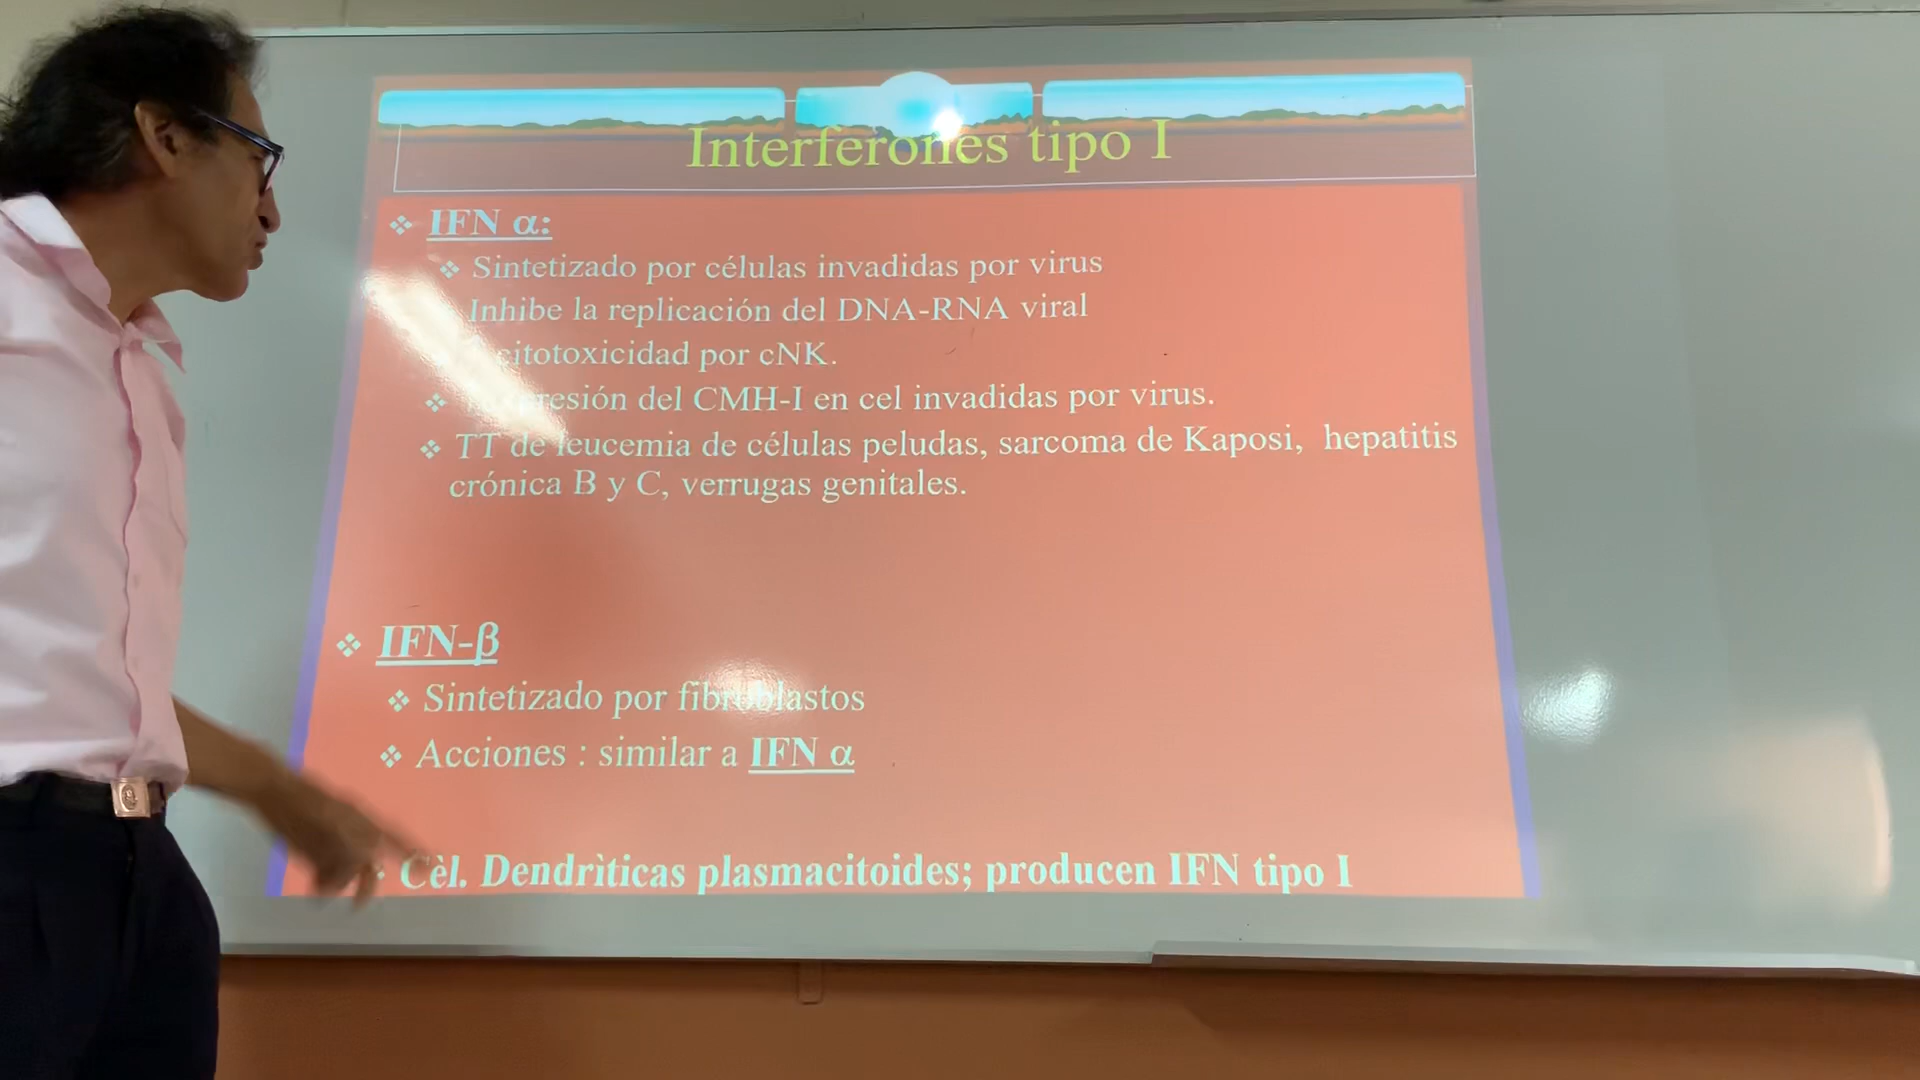 Interferones tipo I
IFN α:
Sintetizado por células invadidas por virus
Inhibe la replicación del DNA-RNA viral
citotoxicidad por cNK.
del CMH-I en cel invadidas por virus.
TT de leucemia de células peludas, sarcoma de Kaposi, hepatitis
crónica B y C, verrugas genitales.
IFN-β
Sintetizado por fibroblastos
Acciones : similar a IFN α
Cèl. Dendrìticas plasmacitoides; producen IFN tipo I